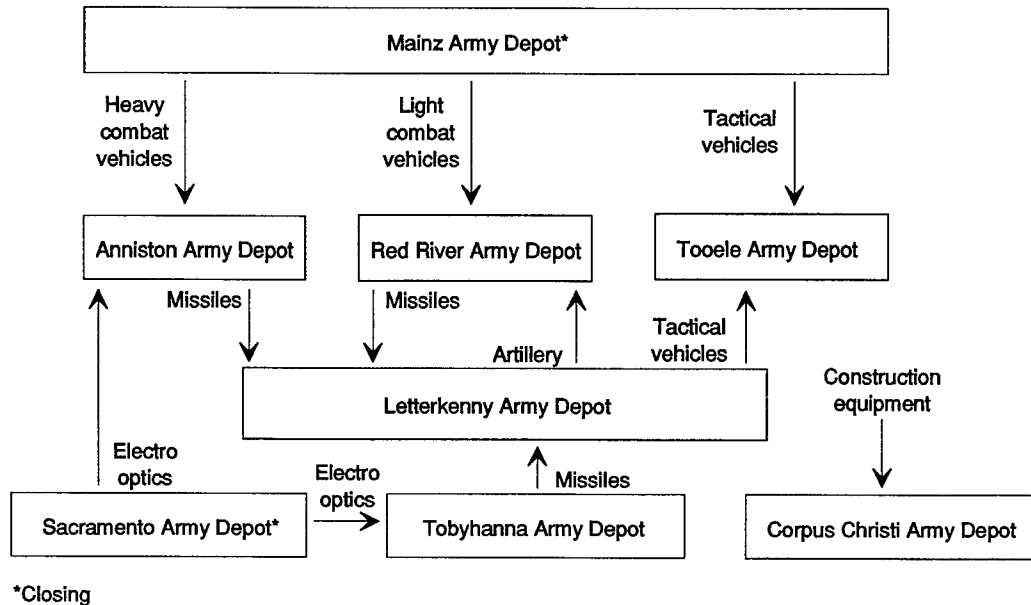 Mainz Army Depot*
Heavy
combat
vehicles
Light
combat
vehicles
Tactical
vehicles
Anniston Army Depot
Red River Army Depot
Tooele Army Depot
Missiles
Missiles
Artillery
Tactical
vehicles
Letterkenny Army Depot
Construction
equipment
Electro
optics
Electro
optics
Missiles
Sacramento Army Depot*
Tobyhanna Army Depot
Corpus Christi Army Depot
*Closing